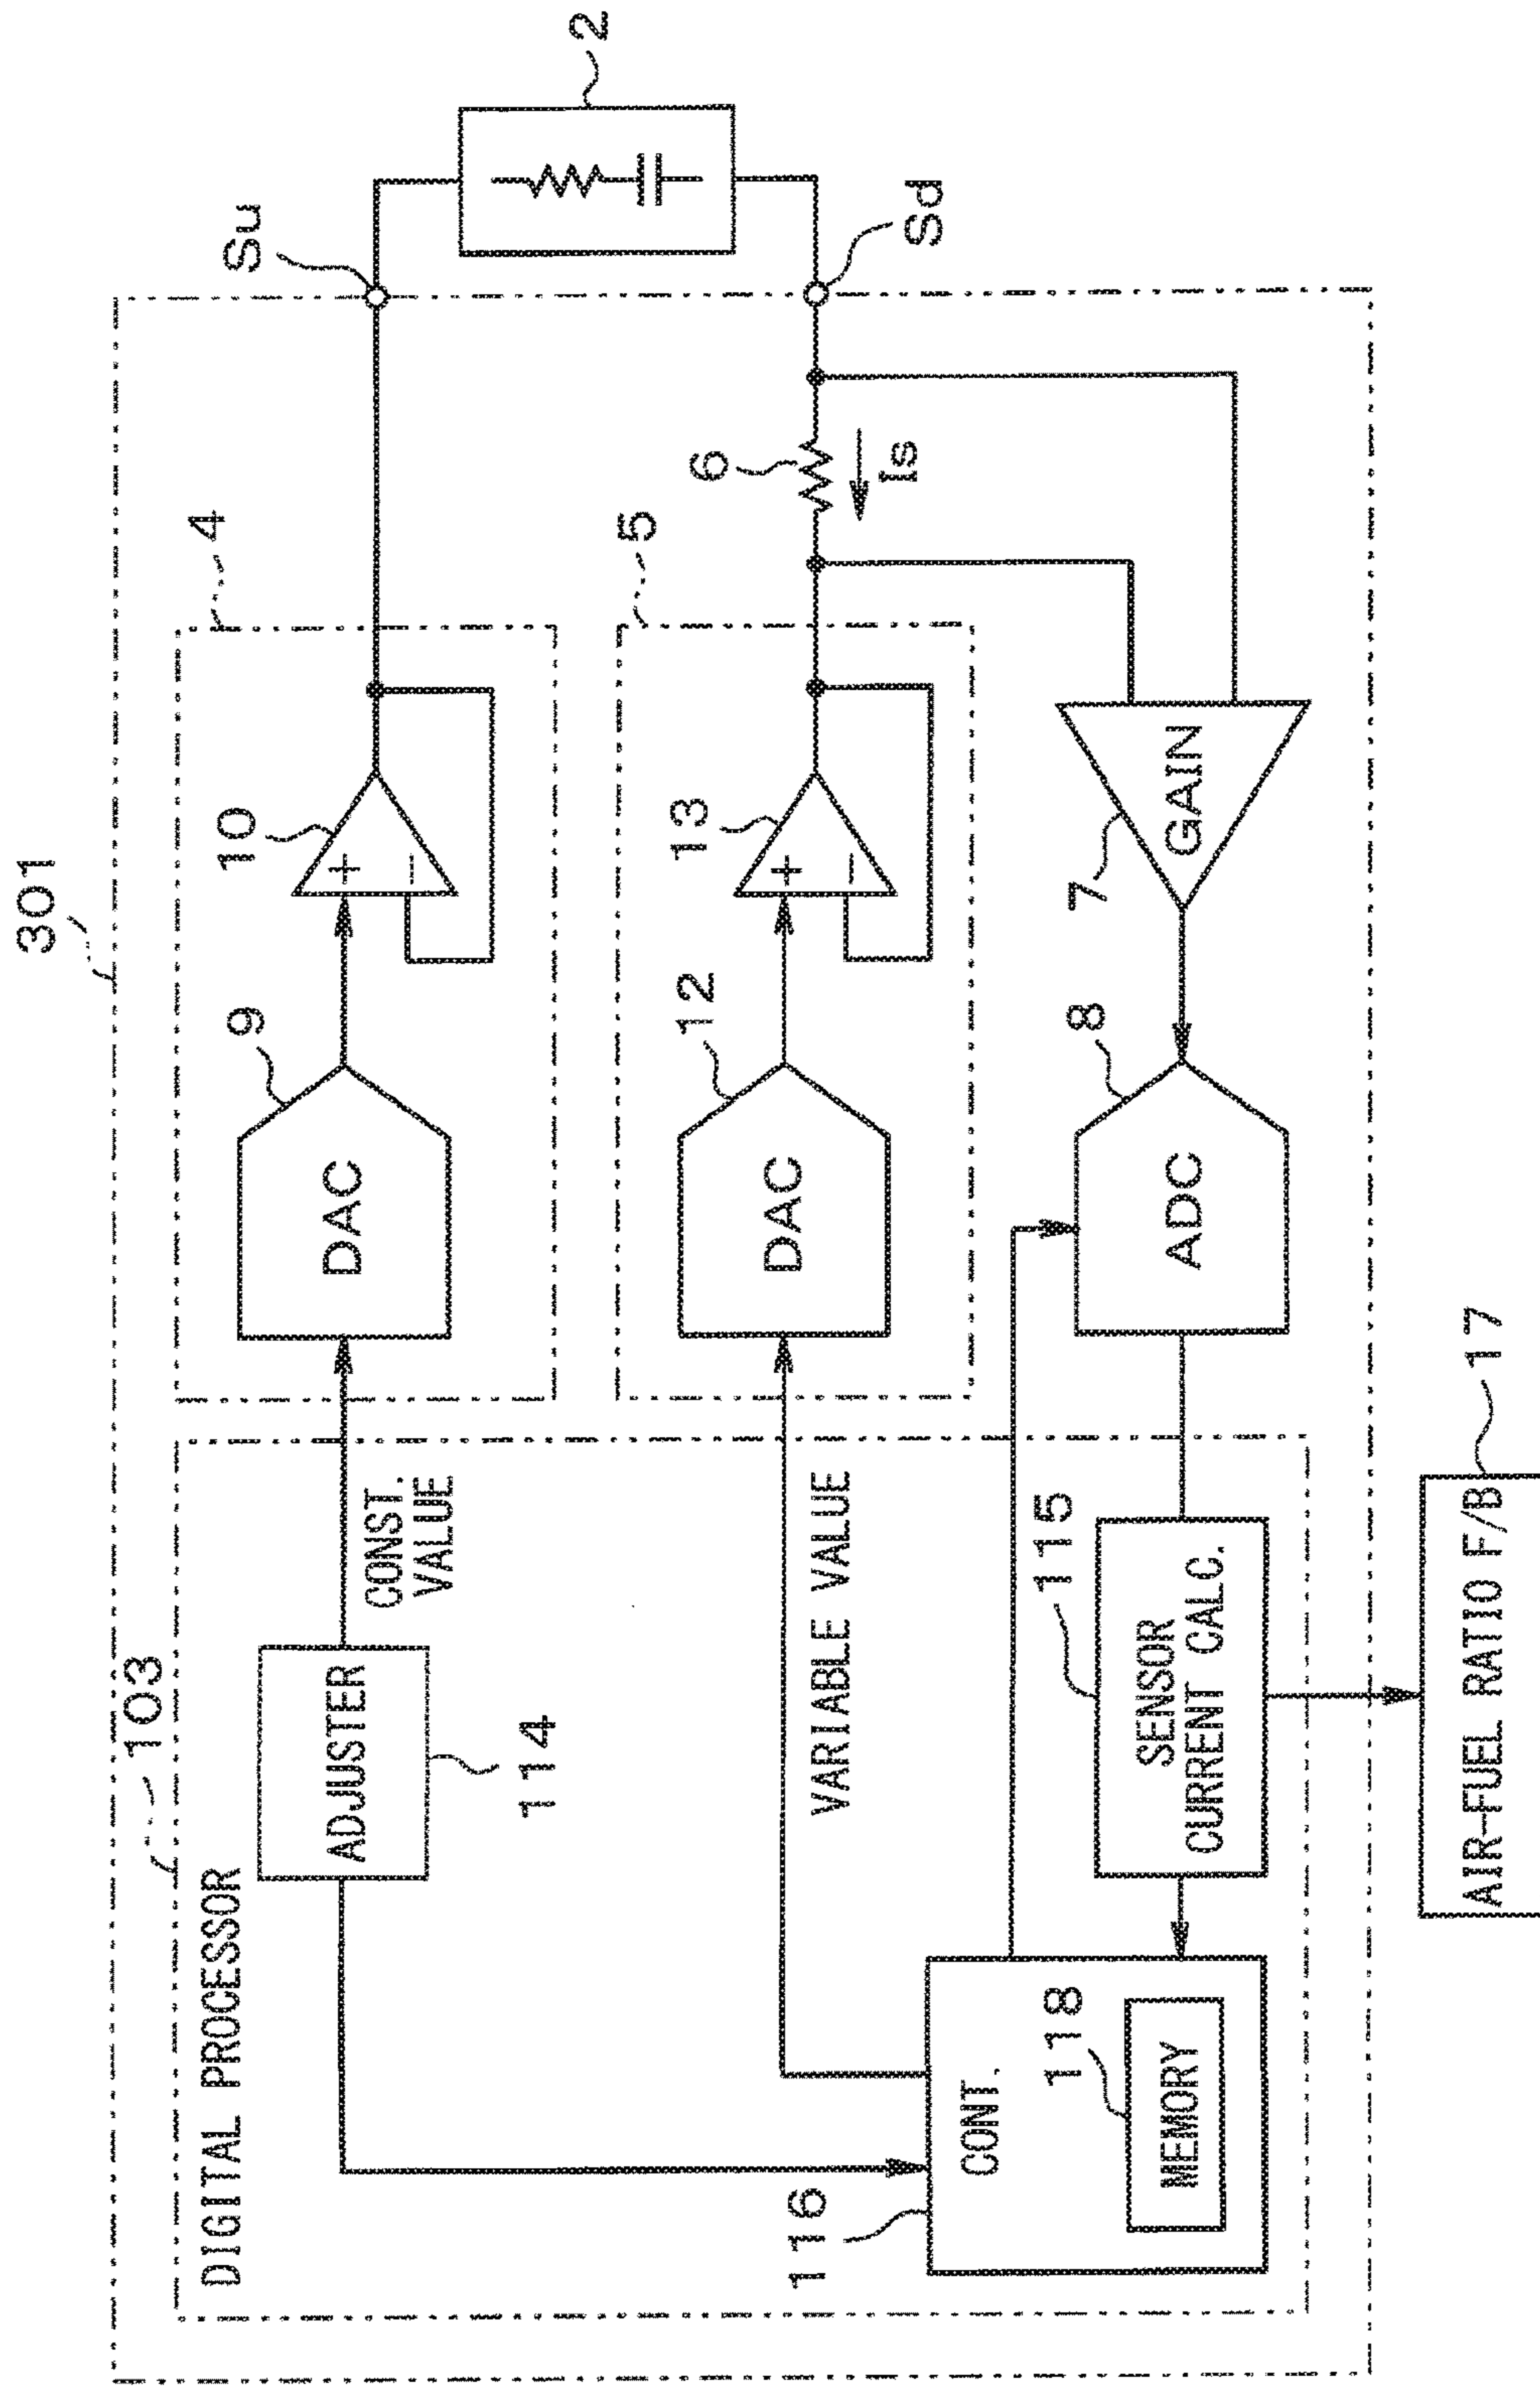 301
103
DIGITAL PROCESSOR
ADJUSTER
114
CONST.
VALUE
4
9
DAC
10
+
−
Su
2
116
CONT.
118
MEMORY
VARIABLE VALUE
5
12
DAC
13
+
−
6
Is
Sd
115
SENSOR
CURRENT CALC.
8
ADC
7
GAIN
AIR-FUEL RATIO F/B
17